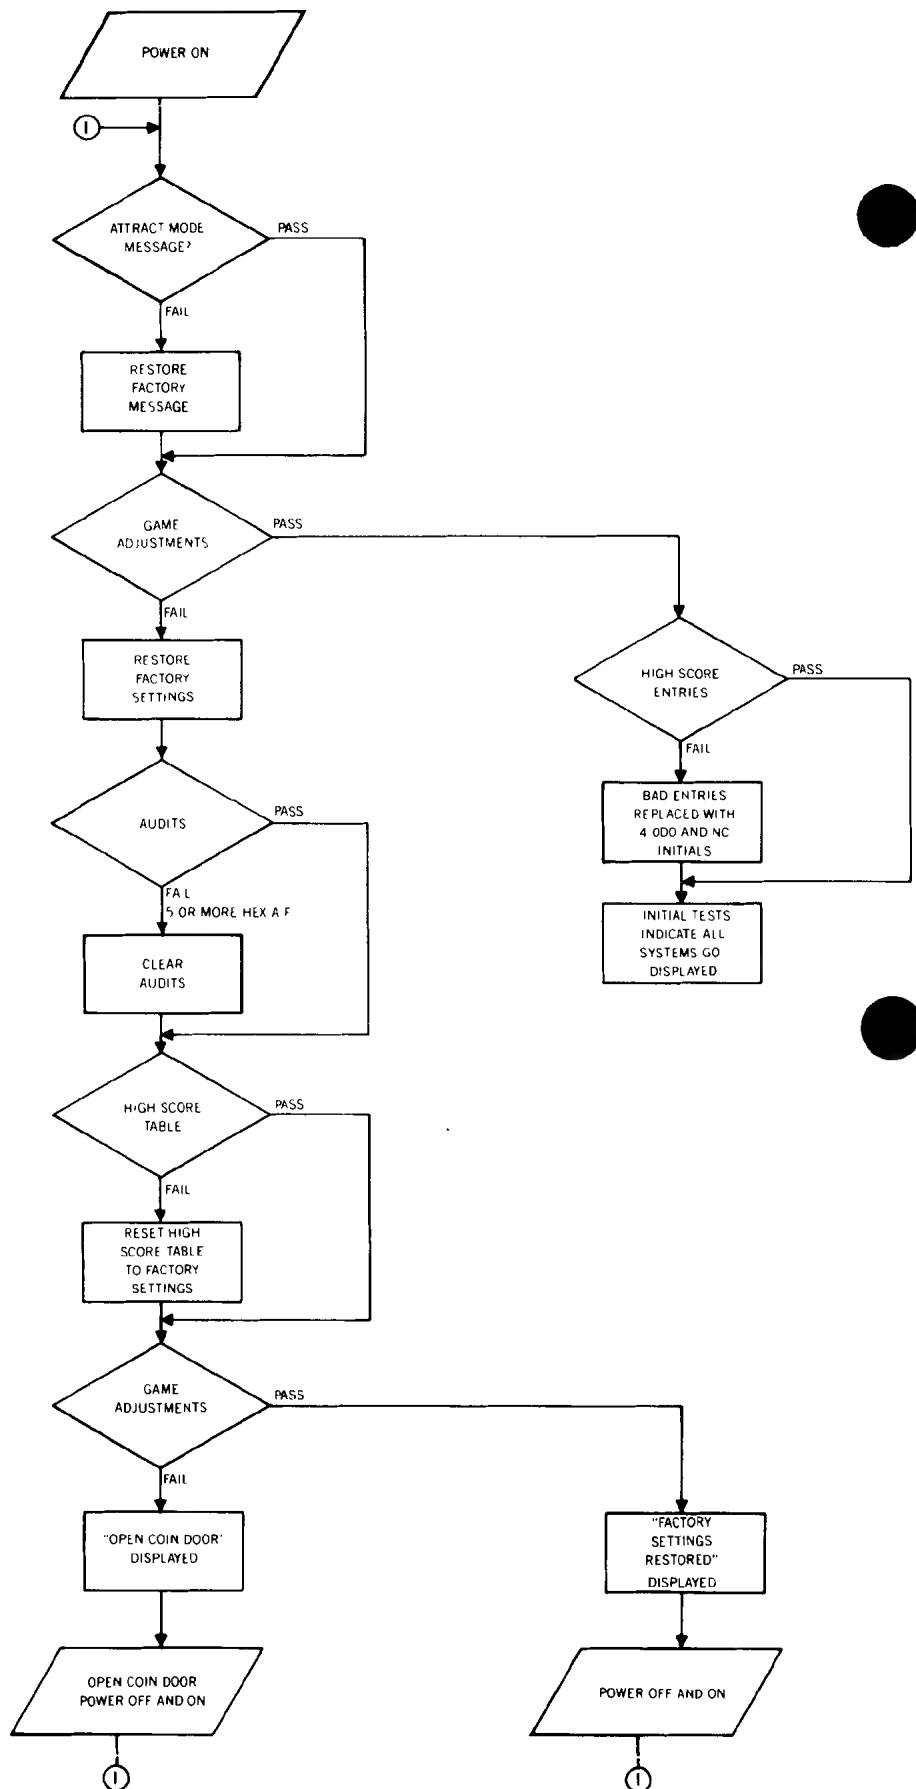 POWER ON
1
ATTRACT MODE
MESSAGE?
PASS
FAIL
RESTORE
FACTORY
MESSAGE
GAME
ADJUSTMENTS
PASS
FAIL
RESTORE
FACTORY
SETTINGS
HIGH SCORE
ENTRIES
PASS
FAIL
BAD ENTRIES
REPLACED WITH
4 0D0 AND NC
INITIALS
INITIAL TESTS
INDICATE ALL
SYSTEMS GO
DISPLAYED
AUDITS
PASS
FAIL
5 OR MORE HEX A F
CLEAR
AUDITS
HIGH SCORE
TABLE
PASS
FAIL
RESET HIGH
SCORE TABLE
TO FACTORY
SETTINGS
GAME
ADJUSTMENTS
PASS
FAIL
"OPEN COIN DOOR"
DISPLAYED
"FACTORY
SETTINGS
RESTORED"
DISPLAYED
OPEN COIN DOOR
POWER OFF AND ON
POWER OFF AND ON
1
1